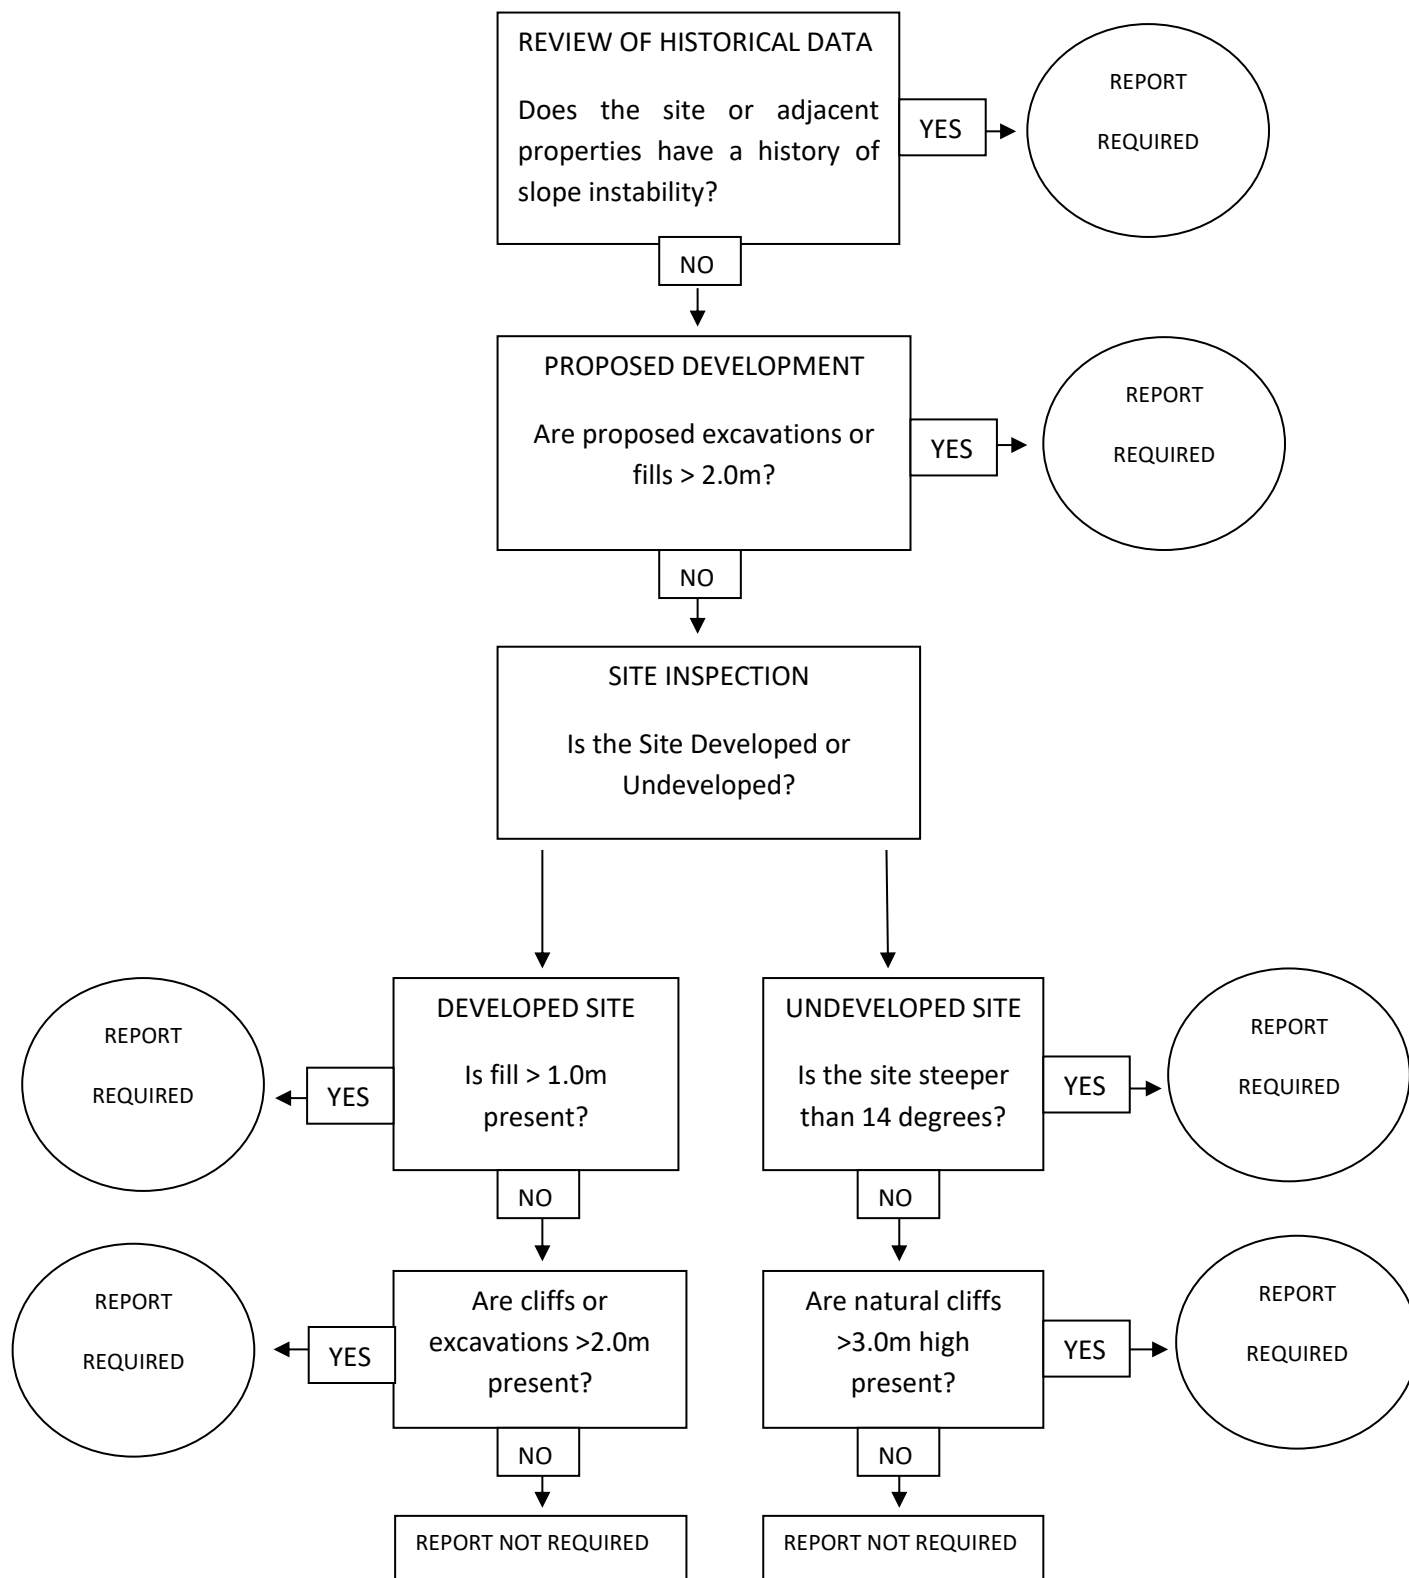 REVIEW OF HISTORICAL DATA
Does the site or adjacent
properties have a history of
slope instability?
YES
REPORT
REQUIRED
NO
PROPOSED DEVELOPMENT
Are proposed excavations or
fills > 2.0m?
YES
REPORT
REQUIRED
NO
SITE INSPECTION
Is the Site Developed or
Undeveloped?
DEVELOPED SITE
Is fill > 1.0m
present?
YES
REPORT
REQUIRED
NO
Are cliffs or
excavations >2.0m
present?
YES
REPORT
REQUIRED
NO
REPORT NOT REQUIRED
UNDEVELOPED SITE
Is the site steeper
than 14 degrees?
YES
REPORT
REQUIRED
NO
Are natural cliffs
>3.0m high
present?
YES
REPORT
REQUIRED
NO
REPORT NOT REQUIRED